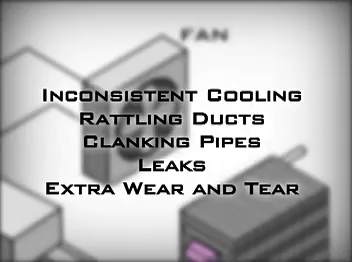 FAN
Inconsistent Cooling
Rattling Ducts
Clanking Pipes
Leaks
Extra Wear and Tear